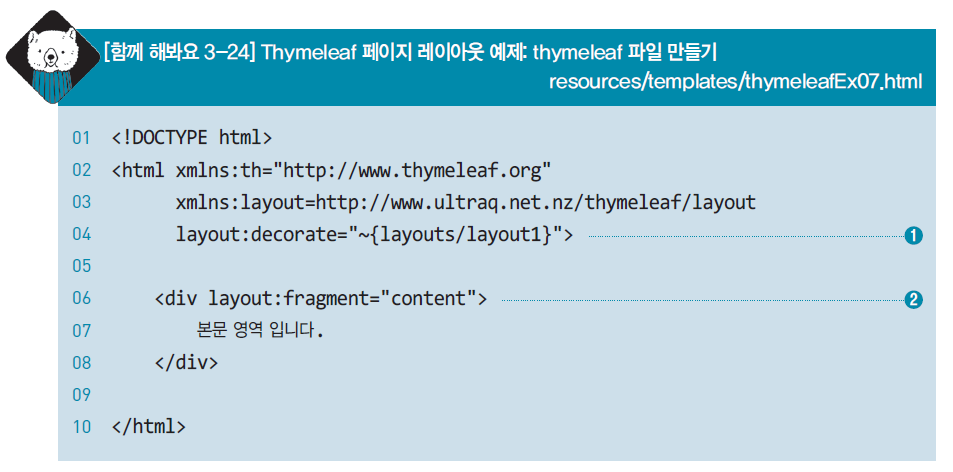 [함께 해봐요 3-24] Thymeleaf 페이지 레이아웃 예제: thymeleaf 파일 만들기
resources/templates/thymeleafEx07.html
01 <!DOCTYPE html>
02 <html xmlns:th="http://www.thymeleaf.org"
03 xmlns:layout=http://www.ultraq.net.nz/thymeleaf/layout
04 layout:decorate="~{layouts/layout1}"> 1
05
06 <div layout:fragment="content"> 2
07 본문 영역 입니다.
08 </div>
09
10 </html>